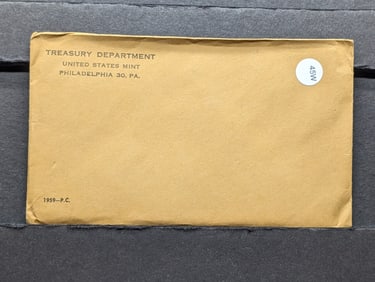 TREASURY DEPARTMENT
UNITED STATES MINT
PHILADELPHIA 30, PA.
45W
1959—P.C.